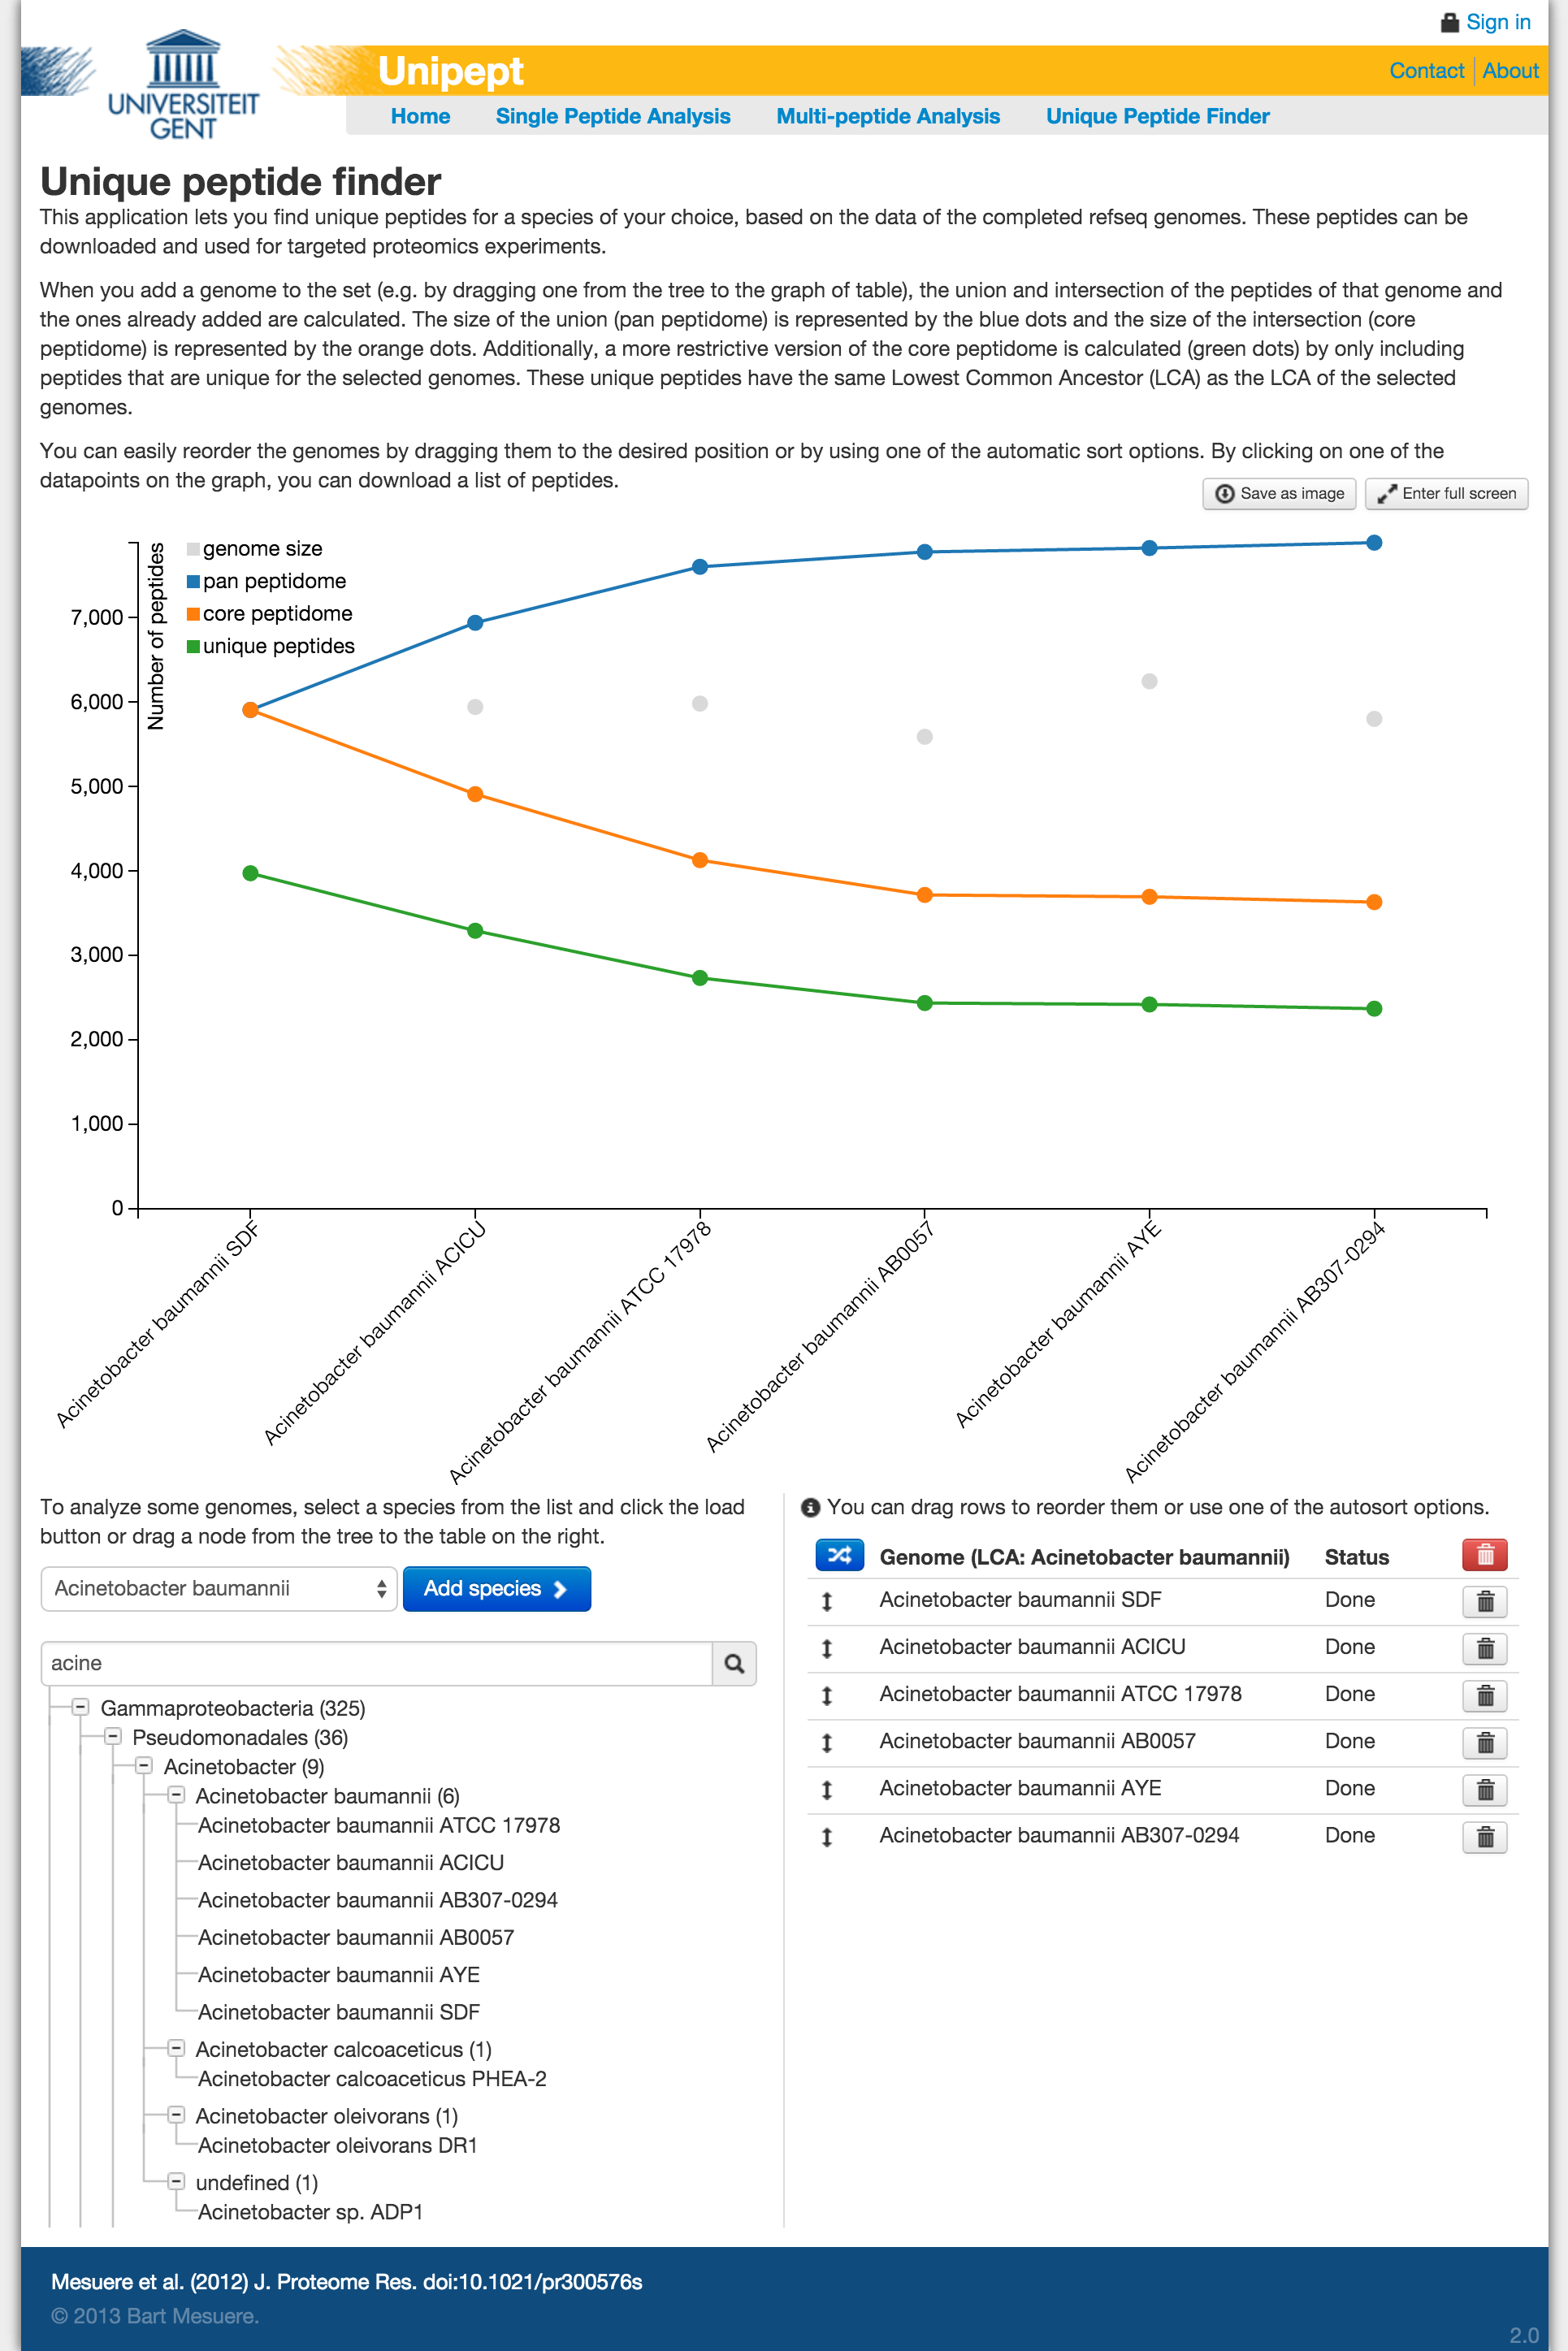 Sign in
UNIVERSITEIT
GENT
Unipept
Contact
About
Home
Single Peptide Analysis
Multi-peptide Analysis
Unique Peptide Finder
Unique peptide finder
This application lets you find unique peptides for a species of your choice, based on the data of the completed refseq genomes. These peptides can be
downloaded and used for targeted proteomics experiments.
When you add a genome to the set (e.g. by dragging one from the tree to the graph of table), the union and intersection of the peptides of that genome and
the ones already added are calculated. The size of the union (pan peptidome) is represented by the blue dots and the size of the intersection (core
peptidome) is represented by the orange dots. Additionally, a more restrictive version of the core peptidome is calculated (green dots) by only including
peptides that are unique for the selected genomes. These unique peptides have the same Lowest Common Ancestor (LCA) as the LCA of the selected
genomes.
You can easily reorder the genomes by dragging them to the desired position or by using one of the automatic sort options. By clicking on one of the
datapoints on the graph, you can download a list of peptides.
Save as image
Enter full screen
Number of peptides
genome size
pan peptidome
core peptidome
unique peptides
7,000
6,000
5,000
4,000
3,000
2,000
1,000
0
Acinetobacter baumannii SDF
Acinetobacter baumannii ACICU
Acinetobacter baumannii ATCC 17978
Acinetobacter baumannii AB0057
Acinetobacter baumannii AYE
Acinetobacter baumannii AB307-0294
To analyze some genomes, select a species from the list and click the load
button or drag a node from the tree to the table on the right.
Acinetobacter baumannii
Add species
acine
Gammaproteobacteria (325)
Pseudomonadales (36)
Acinetobacter (9)
Acinetobacter baumannii (6)
Acinetobacter baumannii ATCC 17978
Acinetobacter baumannii ACICU
Acinetobacter baumannii AB307-0294
Acinetobacter baumannii AB0057
Acinetobacter baumannii AYE
Acinetobacter baumannii SDF
Acinetobacter calcoaceticus (1)
Acinetobacter calcoaceticus PHEA-2
Acinetobacter oleivorans (1)
Acinetobacter oleivorans DR1
undefined (1)
Acinetobacter sp. ADP1
You can drag rows to reorder them or use one of the autosort options.
Genome (LCA: Acinetobacter baumannii) Status
Acinetobacter baumannii SDF Done
Acinetobacter baumannii ACICU Done
Acinetobacter baumannii ATCC 17978 Done
Acinetobacter baumannii AB0057 Done
Acinetobacter baumannii AYE Done
Acinetobacter baumannii AB307-0294 Done
Mesuere et al. (2012) J. Proteome Res. doi:10.1021/pr300576s
© 2013 Bart Mesuere.
2.0